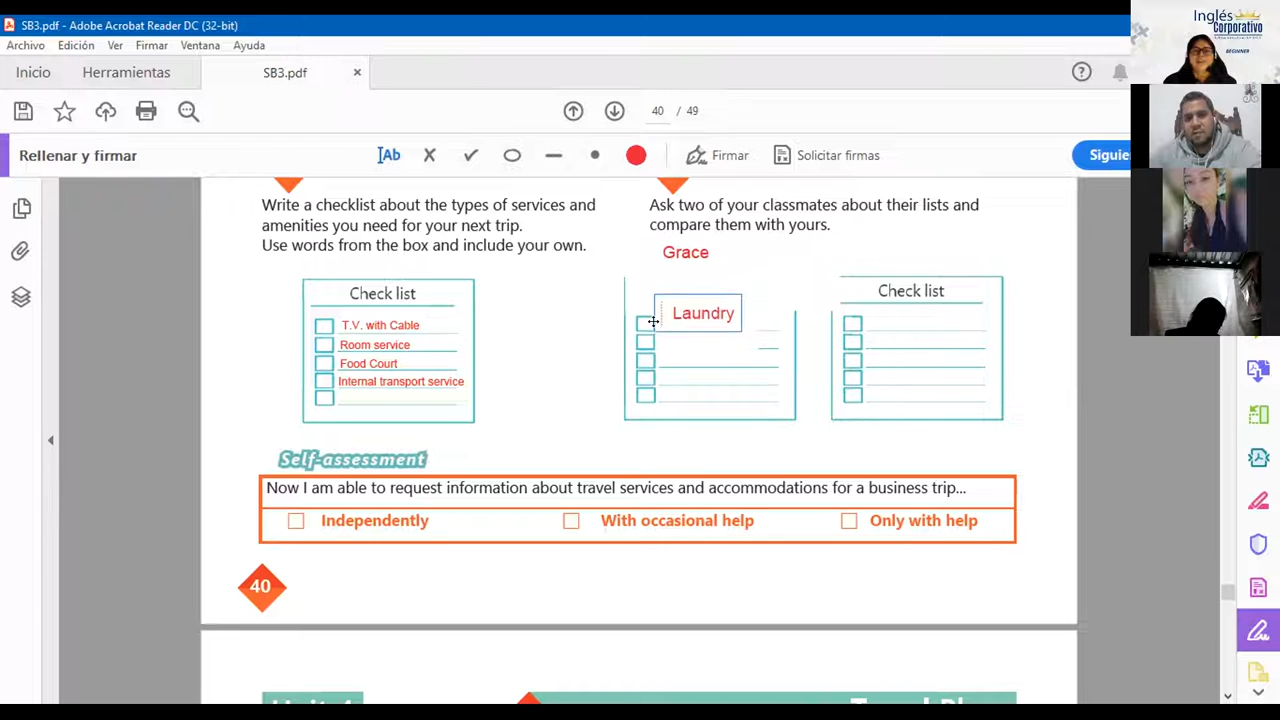 SB3.pdf - Adobe Acrobat Reader DC (32-bit)
Archivo Edición Ver Firmar Ventana Ayuda
Inicio Herramientas SB3.pdf ×
40 / 49
Rellenar y firmar
Ab
Firmar
Solicitar firmas
Siguie
Inglés
Corporativo
BEGINNER
Write a checklist about the types of services and
amenities you need for your next trip.
Use words from the box and include your own.
Ask two of your classmates about their lists and
compare them with yours.
Grace
Check list
T.V. with Cable
Room service
Food Court
Internal transport service
Laundry
Check list
Self-assessment
Now I am able to request information about travel services and accommodations for a business trip...
Independently
With occasional help
Only with help
40